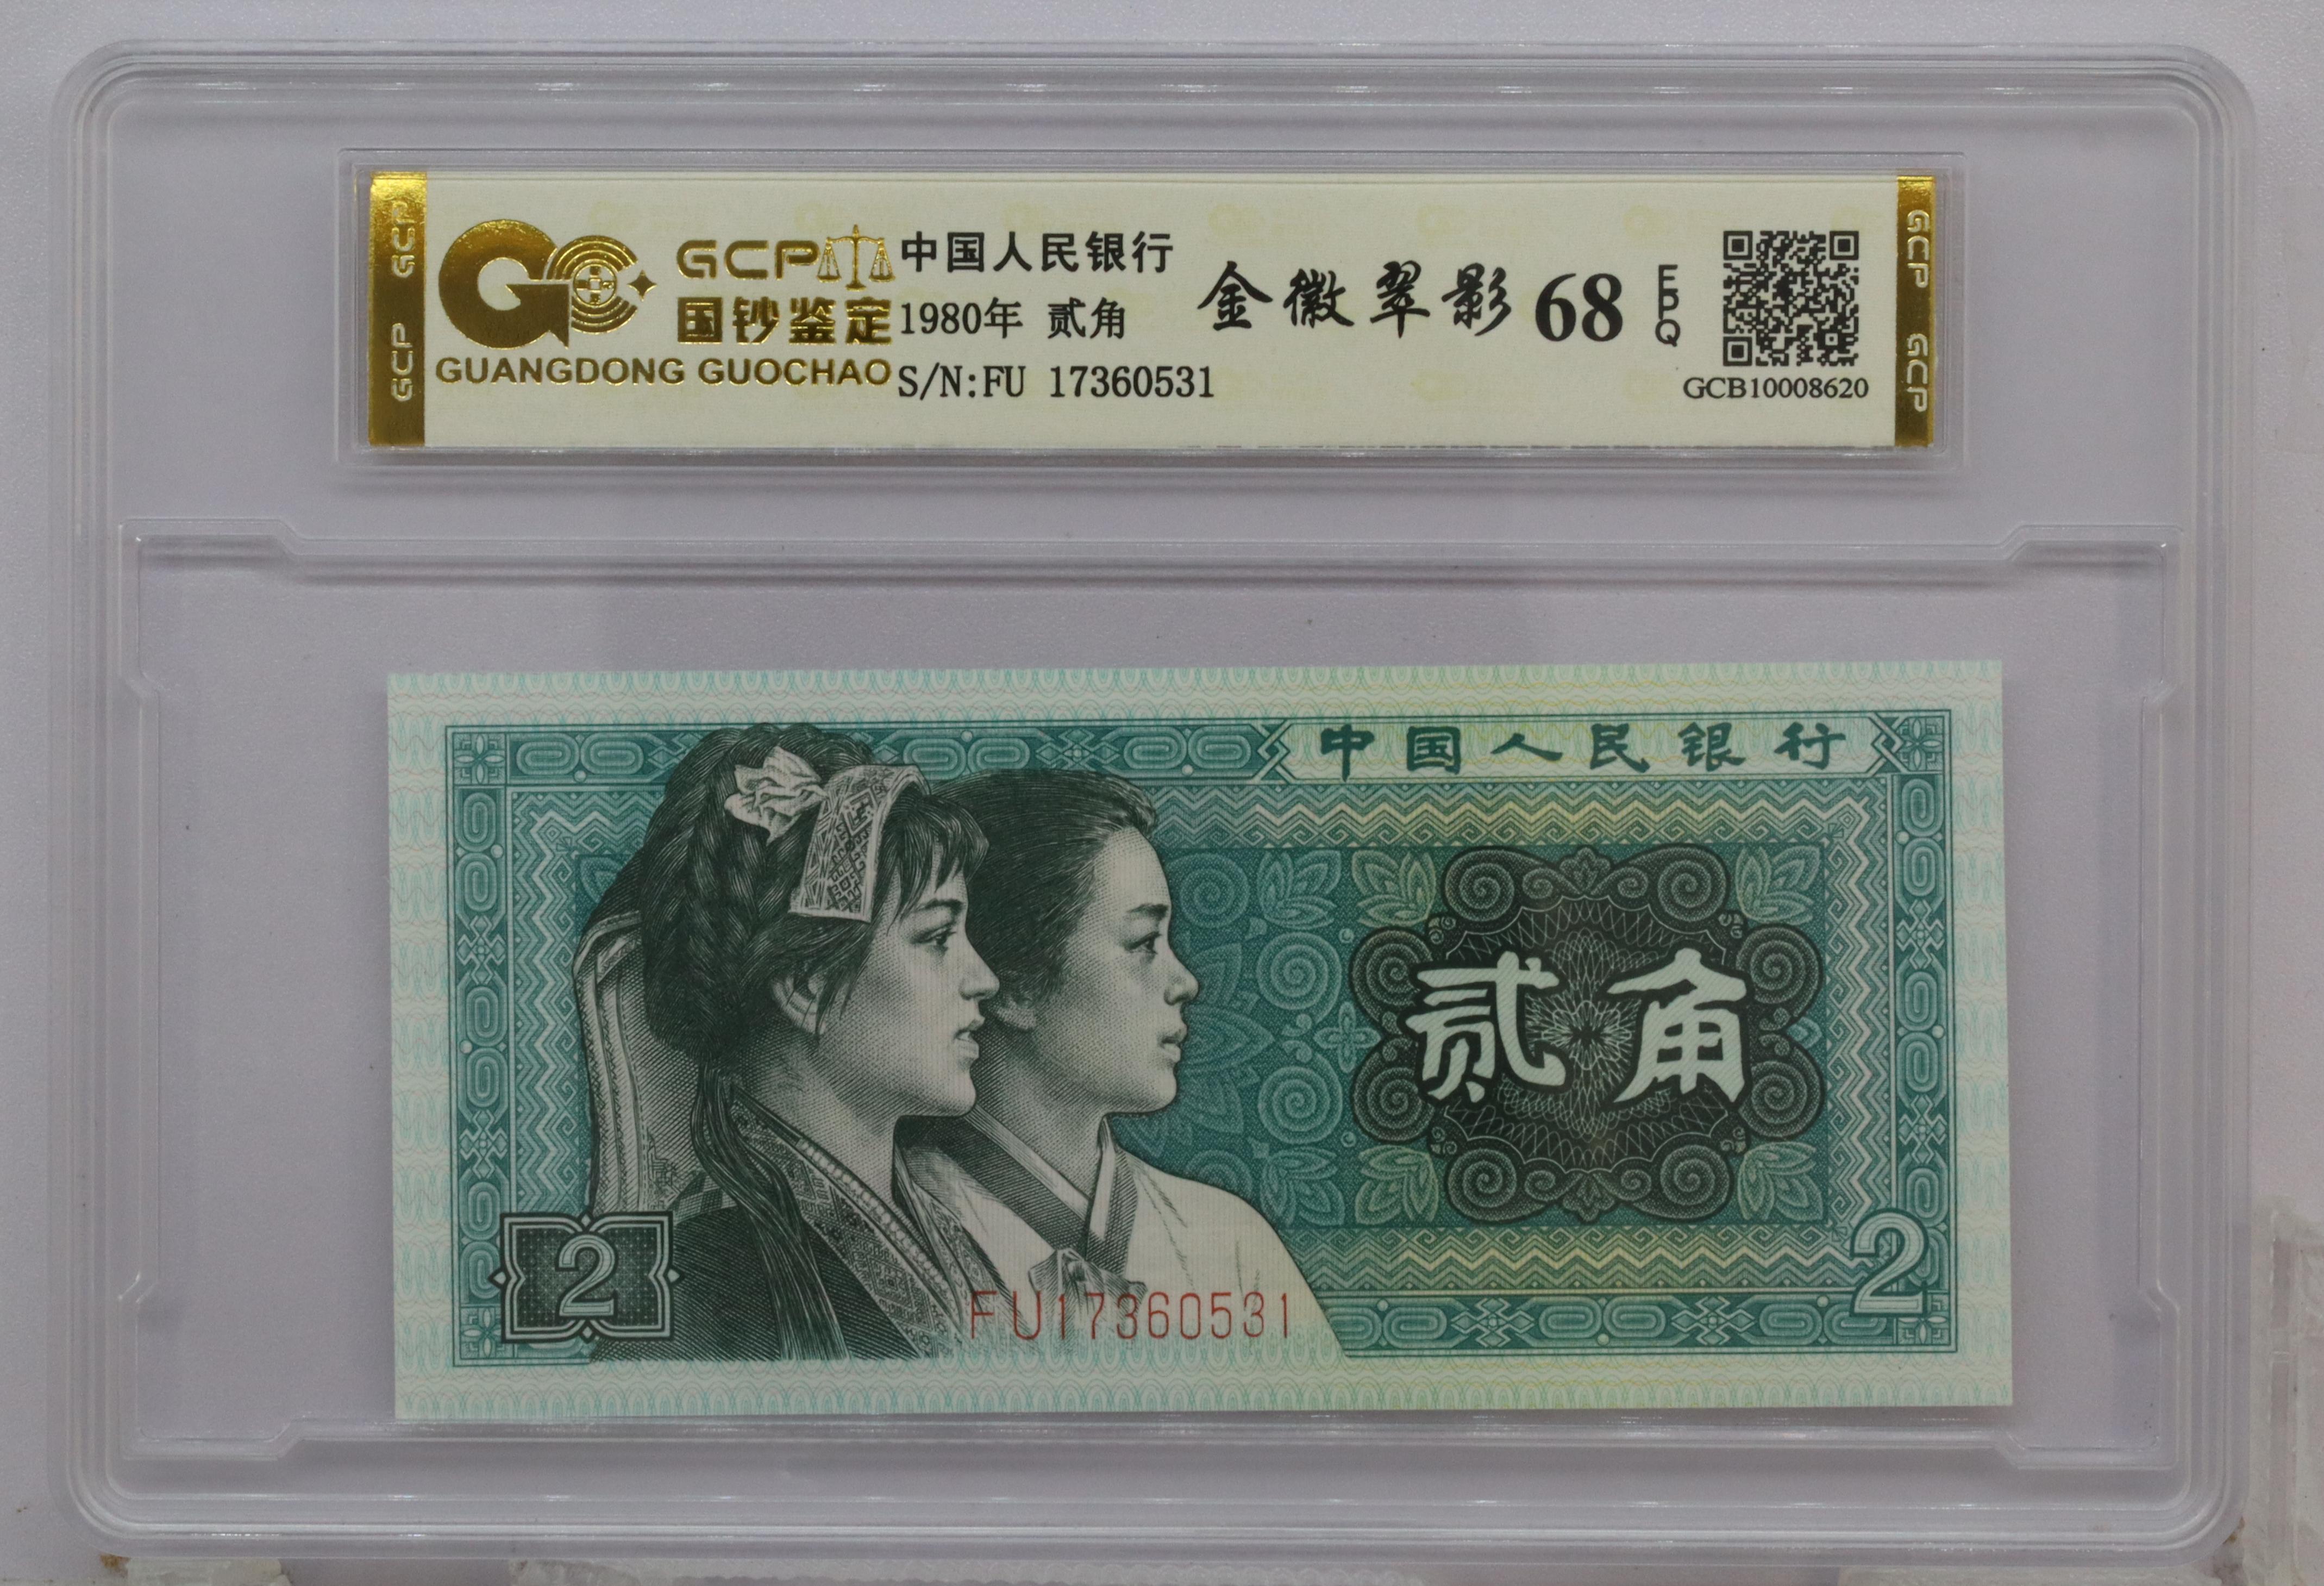 GCP GCP
GCP
国钞鉴定
GUANGDONG GUOCHAO
中国人民银行
1980年 贰角
S/N:FU 17360531
金徽翠影 68 EPQ
GCB10008620
GCP GCP
中国人民银行
贰角
2
FU17360531
2